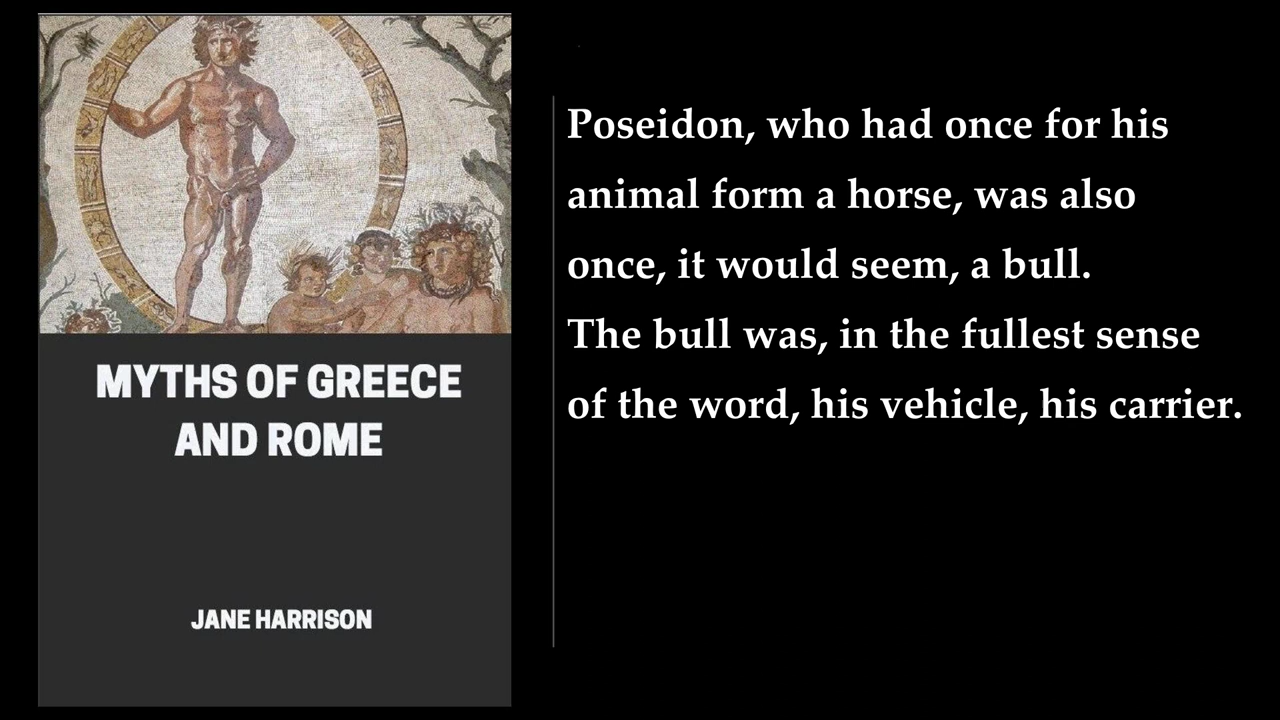 MYTHS OF GREECE
AND ROME
JANE HARRISON
Poseidon, who had once for his
animal form a horse, was also
once, it would seem, a bull.
The bull was, in the fullest sense
of the word, his vehicle, his carrier.